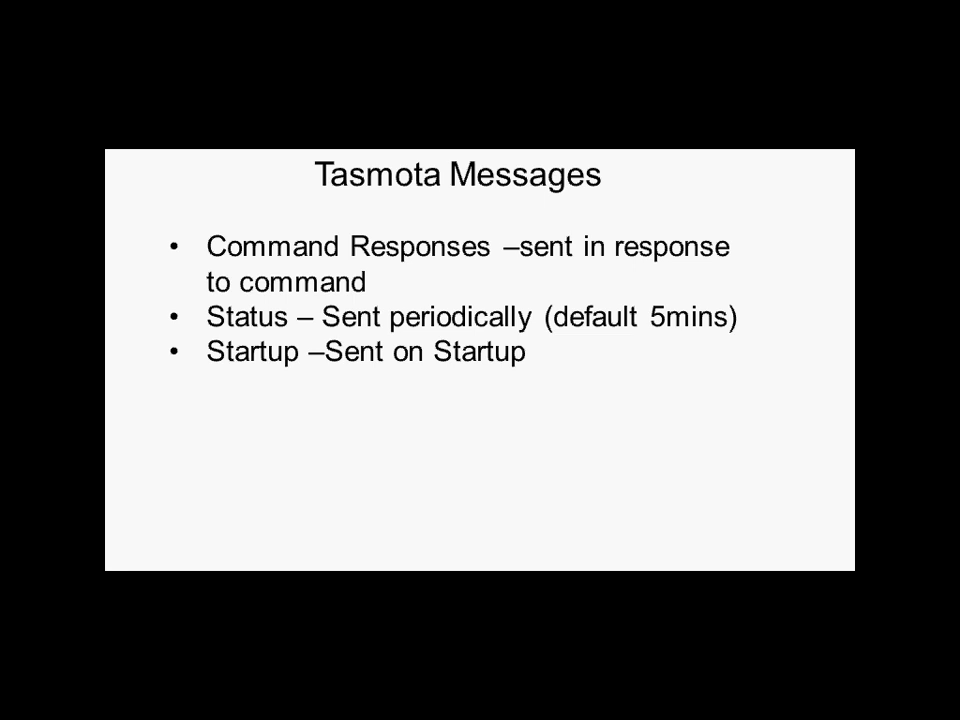 Tasmota Messages
• Command Responses –sent in response
to command
• Status – Sent periodically (default 5mins)
• Startup –Sent on Startup